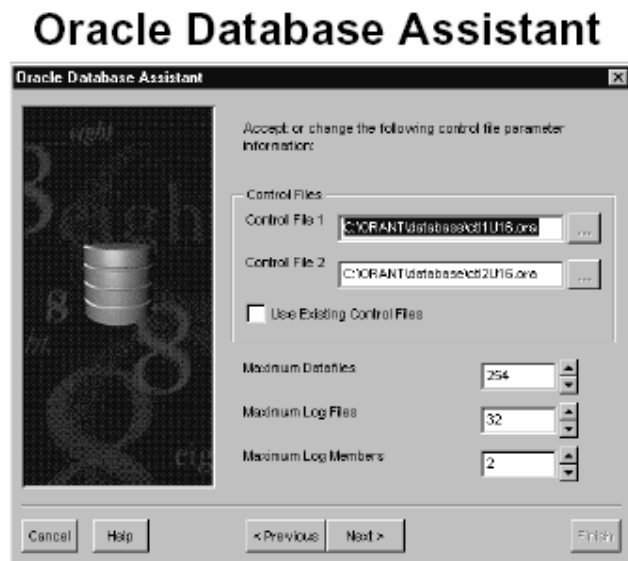 Oracle Database Assistant
Oracle Database Assistant
eight
Accept or change the following control file parameter
information:
Control Files
Control File 1
C:\ORANT\database\ctl1U16.ora
...
Control File 2
C:\ORANT\database\ctl2U16.ora
...
Use Existing Control Files
8
Maximum Datafiles
254
Maximum Log Files
32
Maximum Log Members
2
Cancel
Help
< Previous
Next >
Finish